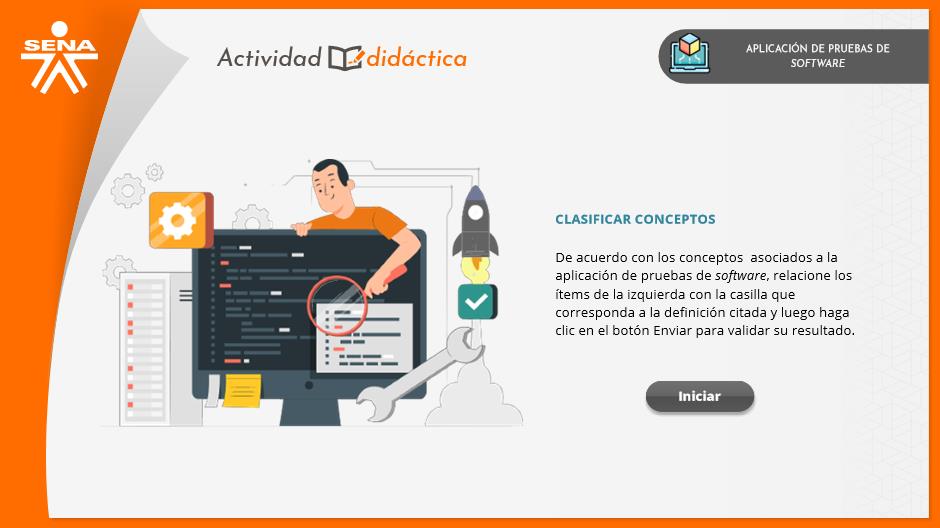 SENA
Actividad didáctica
APLICACIÓN DE PRUEBAS DE
SOFTWARE
CLASIFICAR CONCEPTOS
De acuerdo con los conceptos asociados a la
aplicación de pruebas de software, relacione los
ítems de la izquierda con la casilla que
corresponda a la definición citada y luego haga
clic en el botón Enviar para validar su resultado.
Iniciar